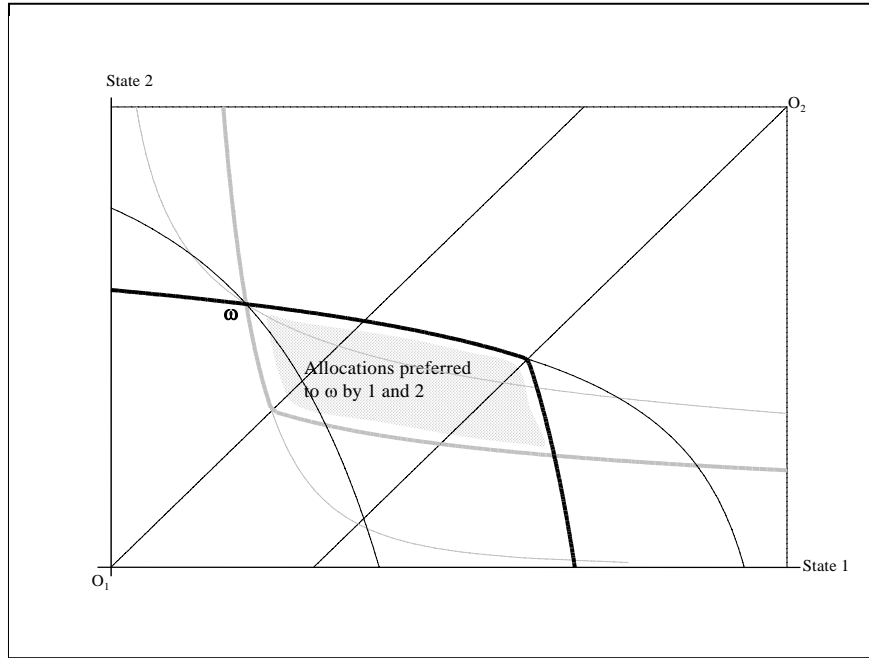 State 2
O₂
ω
Allocations preferred
to ω by 1 and 2
State 1
O₁